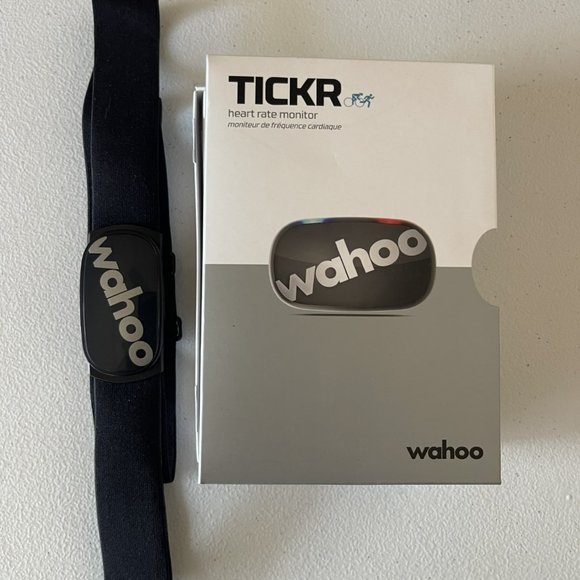 TICKR
heart rate monitor
moniteur de fréquence cardiaque
wahoo
wahoo
wahoo